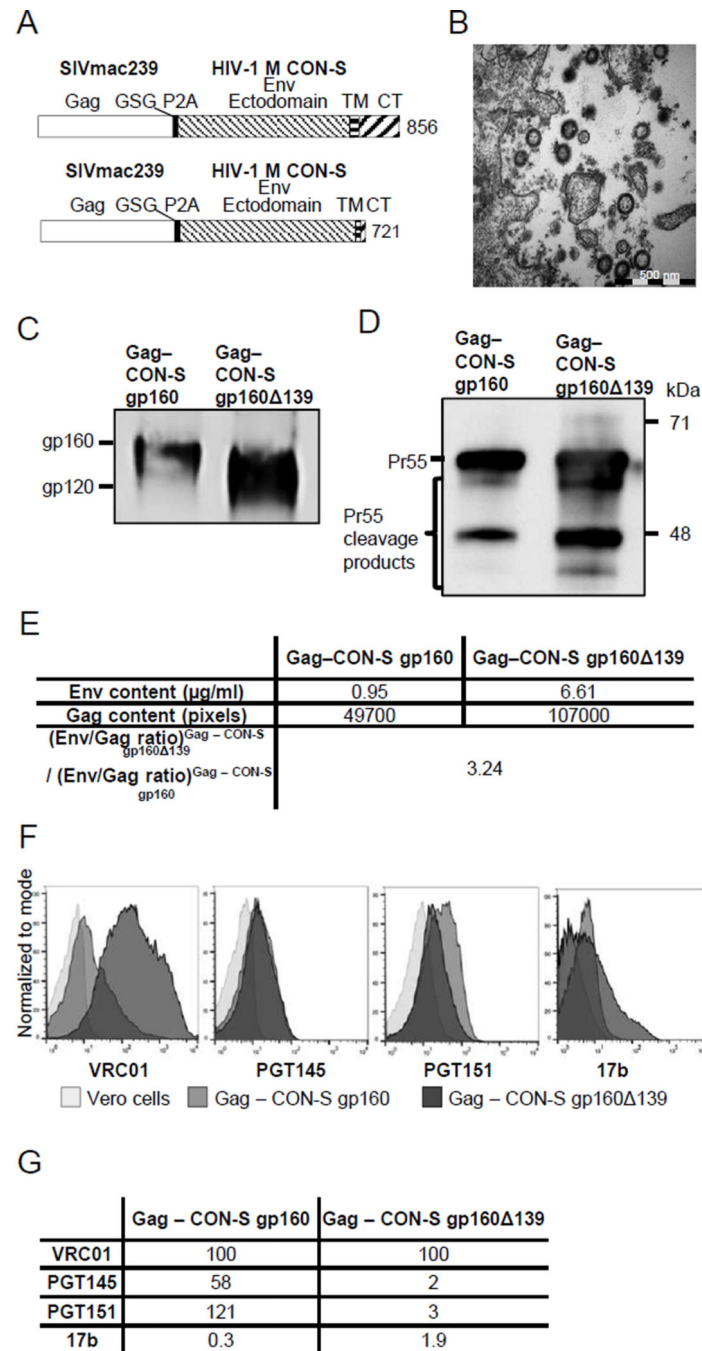 A
SIVmac239 HIV-1 M CON-S
Env
Gag GSG P2A Ectodomain TM CT
856
SIVmac239 HIV-1 M CON-S
Env
Gag GSG P2A Ectodomain TM CT
721
B
500 nm
C
Gag– Gag–
CON-S CON-S
gp160 gp160Δ139
gp160
gp120
D
Gag– Gag–
CON-S CON-S
gp160 gp160Δ139 kDa
71
Pr55
48
Pr55
cleavage
products
E
Gag–CON-S gp160 Gag–CON-S gp160Δ139
Env content (µg/ml) 0.95 6.61
Gag content (pixels) 49700 107000
(Env/Gag ratio)Gag – CON-S
gp160Δ139
/ (Env/Gag ratio)Gag – CON-S
gp160
3.24
F
Normalized to mode
VRC01 PGT145 PGT151 17b
Vero cells Gag – CON-S gp160 Gag – CON-S gp160Δ139
G
Gag – CON-S gp160 Gag – CON-S gp160Δ139
VRC01 100 100
PGT145 58 2
PGT151 121 3
17b 0.3 1.9